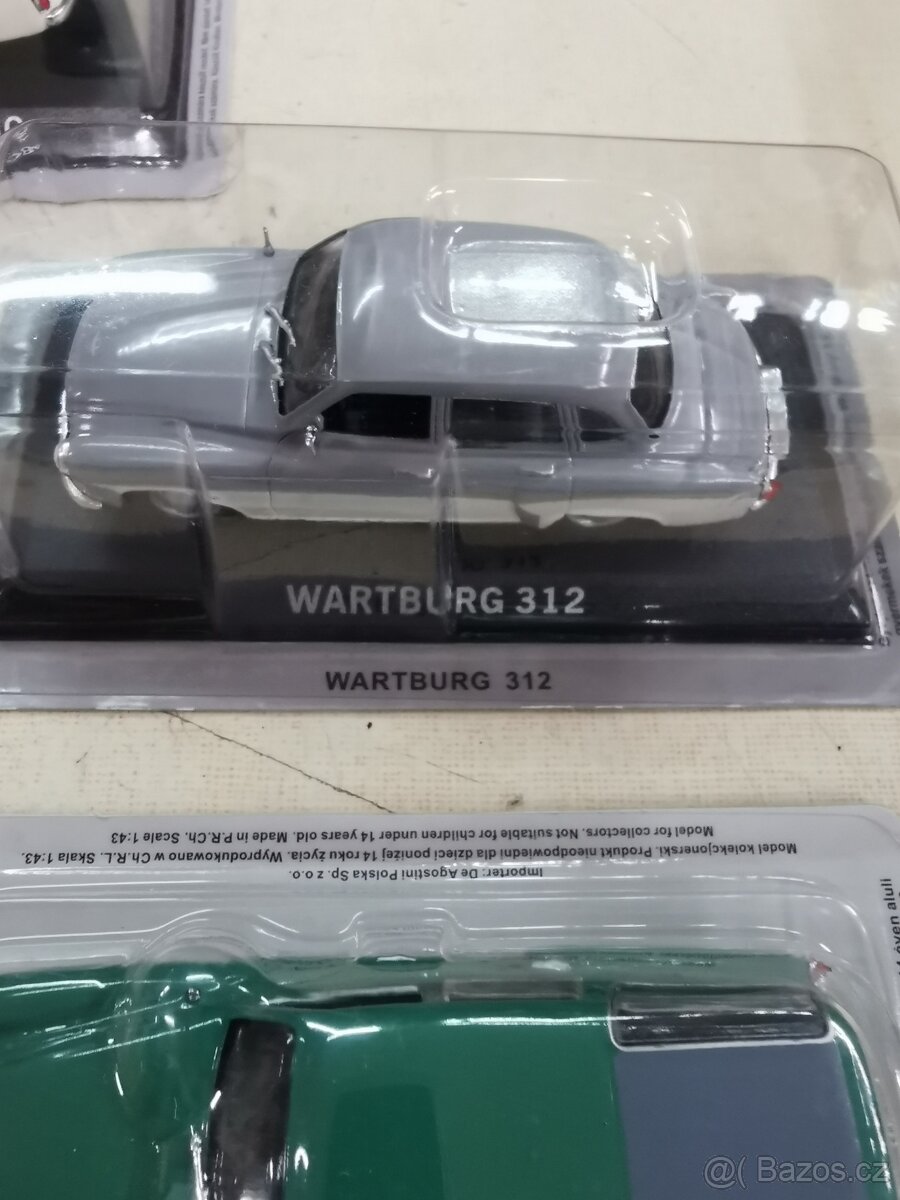 WARTBURG 312
WARTBURG 312
Importer: De Agostini Polska Sp. z o.o.
Model kolekcjonerski. Produkt nieodpowiedni dla dzieci poniżej 14 roku życia. Wyprodukowano w Ch.R.L. Skala 1:43.
Model for collectors. Not suitable for children under 14 years old. Made in P.R.Ch. Scale 1:43
éven aluli
@( Bazos.cz